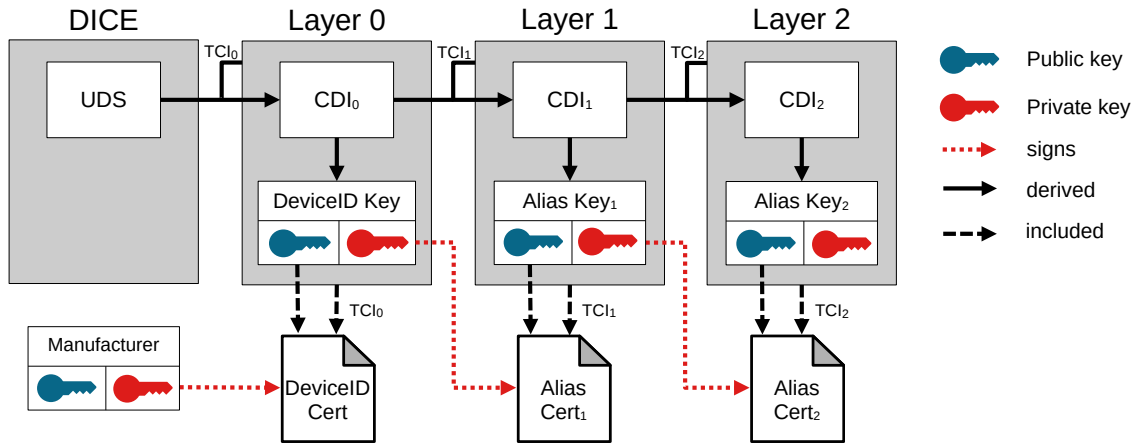 DICE
Layer 0
Layer 1
Layer 2
TCI₀
TCI₁
TCI₂
UDS
CDI₀
CDI₁
CDI₂
DeviceID Key
Alias Key₁
Alias Key₂
TCI₀
TCI₁
TCI₂
Manufacturer
DeviceID
Cert
Alias
Cert₁
Alias
Cert₂
Public key
Private key
signs
derived
included